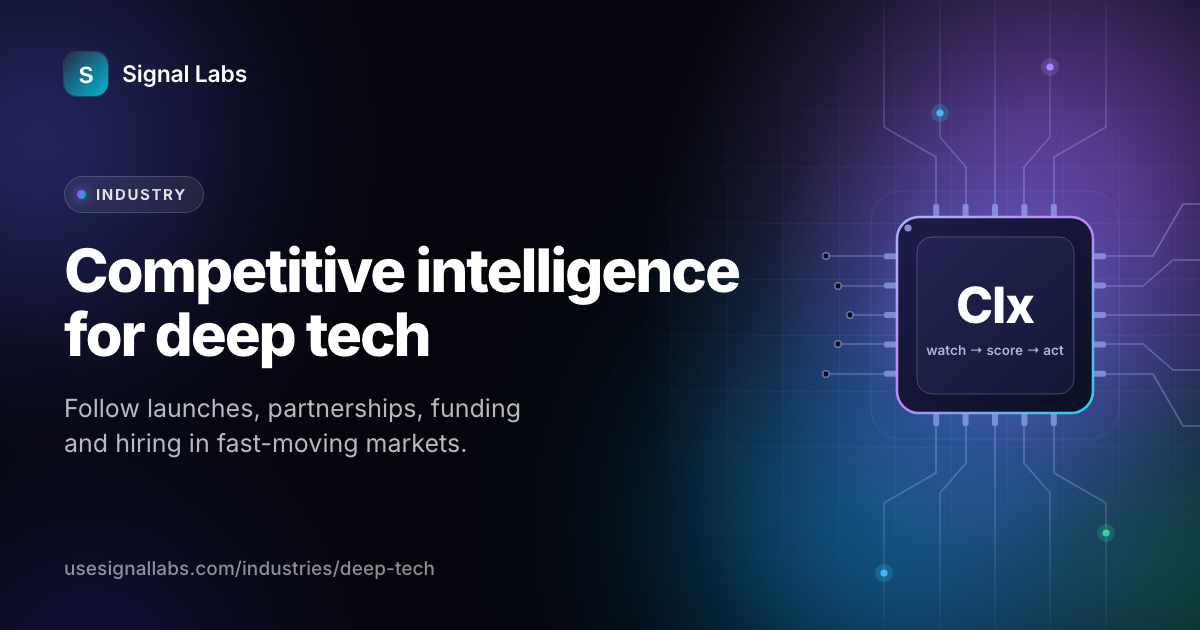 S
Signal Labs
INDUSTRY
Competitive intelligence
for deep tech
Follow launches, partnerships, funding
and hiring in fast-moving markets.
CIx
watch → score → act
usesignallabs.com/industries/deep-tech